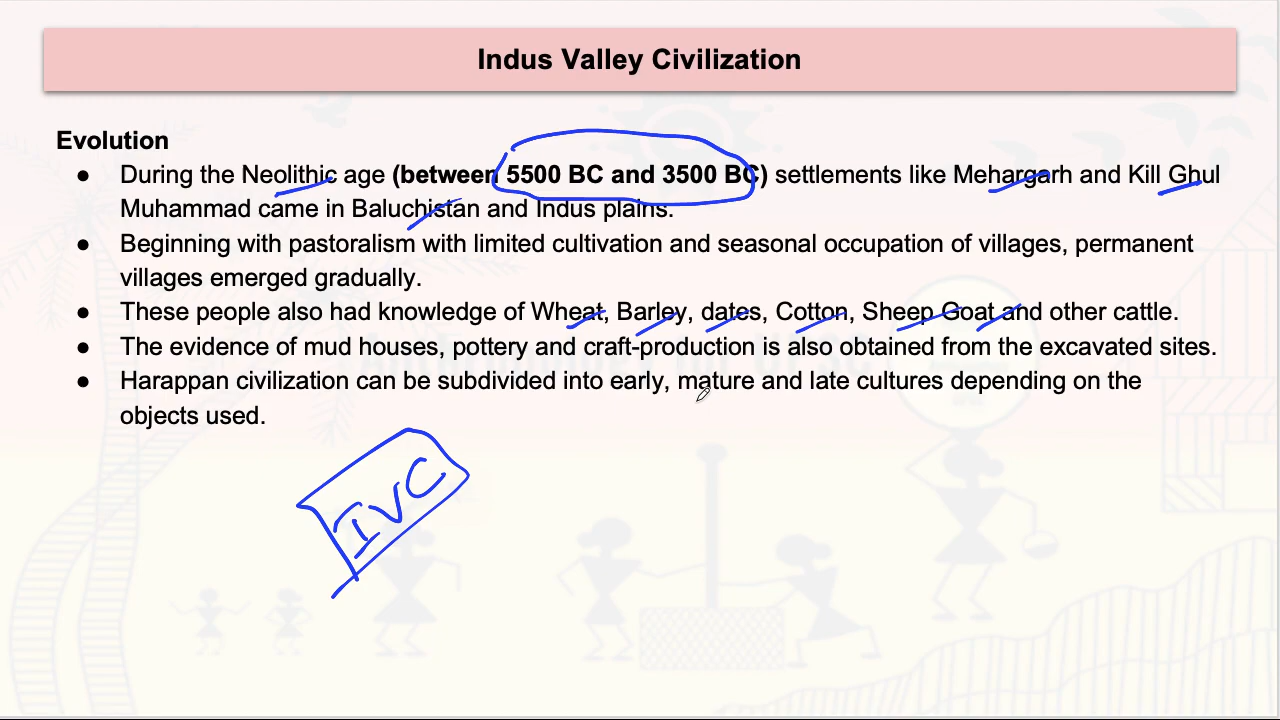 Indus Valley Civilization
Evolution
● During the Neolithic age (between 5500 BC and 3500 BC) settlements like Mehargarh and Kill Ghul
Muhammad came in Baluchistan and Indus plains.
● Beginning with pastoralism with limited cultivation and seasonal occupation of villages, permanent
villages emerged gradually.
● These people also had knowledge of Wheat, Barley, dates, Cotton, Sheep Goat and other cattle.
● The evidence of mud houses, pottery and craft-production is also obtained from the excavated sites.
● Harappan civilization can be subdivided into early, mature and late cultures depending on the
objects used.
IVC